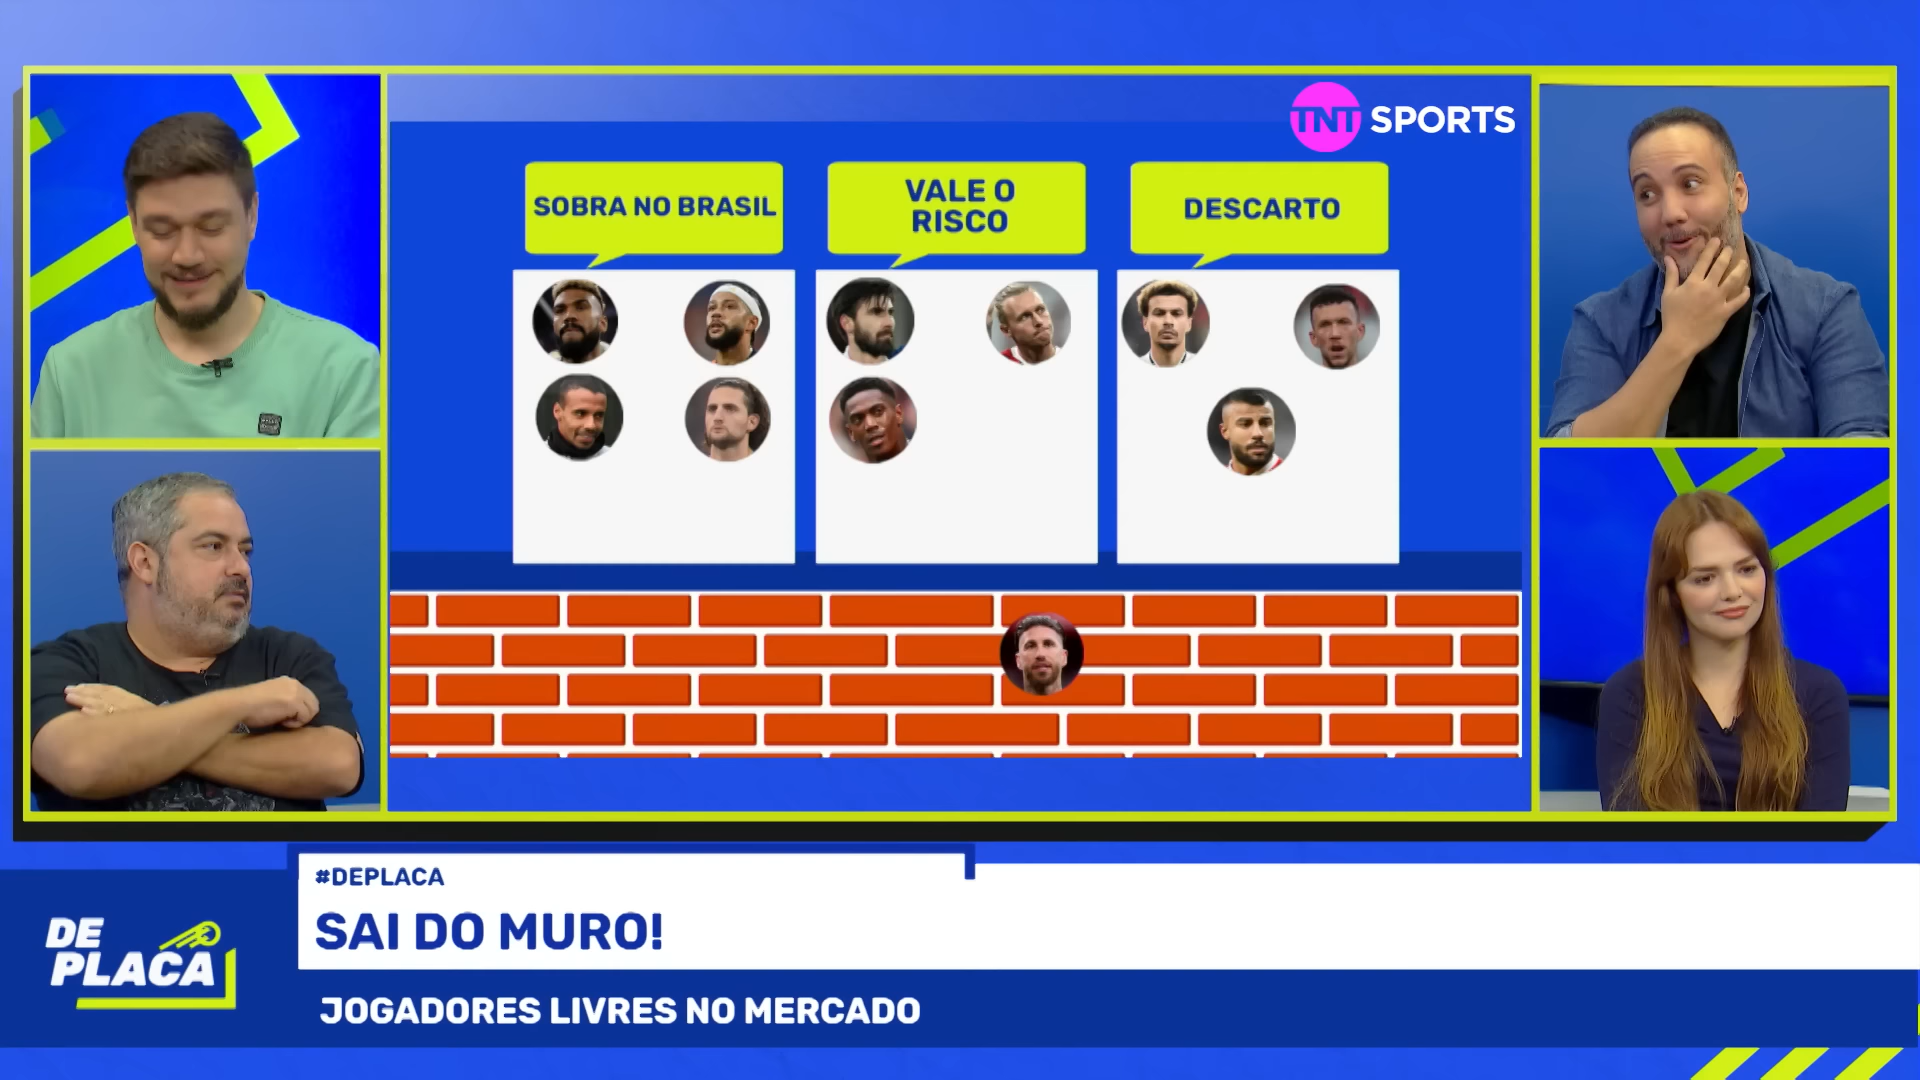 TNT SPORTS
SOBRA NO BRASIL
VALE O
RISCO
DESCARTO
#DEPLACA
SAI DO MURO!
DE
PLACA
JOGADORES LIVRES NO MERCADO